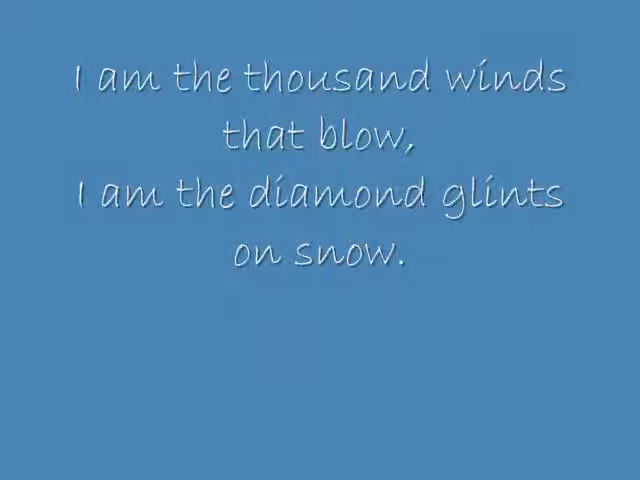 I am the thousand winds
that blow,
I am the diamond glints
on snow.